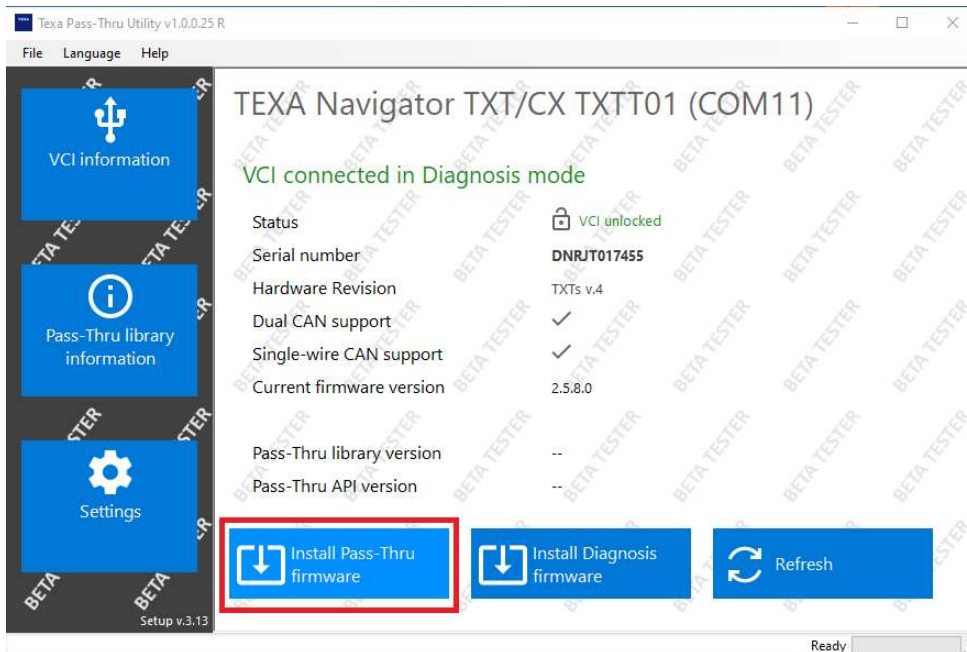 Texa Pass-Thru Utility v1.0.0.25 R
File Language Help
VCI information
Pass-Thru library
information
Settings
Setup v.3.13
TEXA Navigator TXT/CX TXTT01 (COM11)
VCI connected in Diagnosis mode
Status VCI unlocked
Serial number DNRJT017455
Hardware Revision TXTs v.4
Dual CAN support
Single-wire CAN support
Current firmware version 2.5.8.0
Pass-Thru library version --
Pass-Thru API version --
Install Pass-Thru
firmware
Install Diagnosis
firmware
Refresh
Ready
BETA TESTER